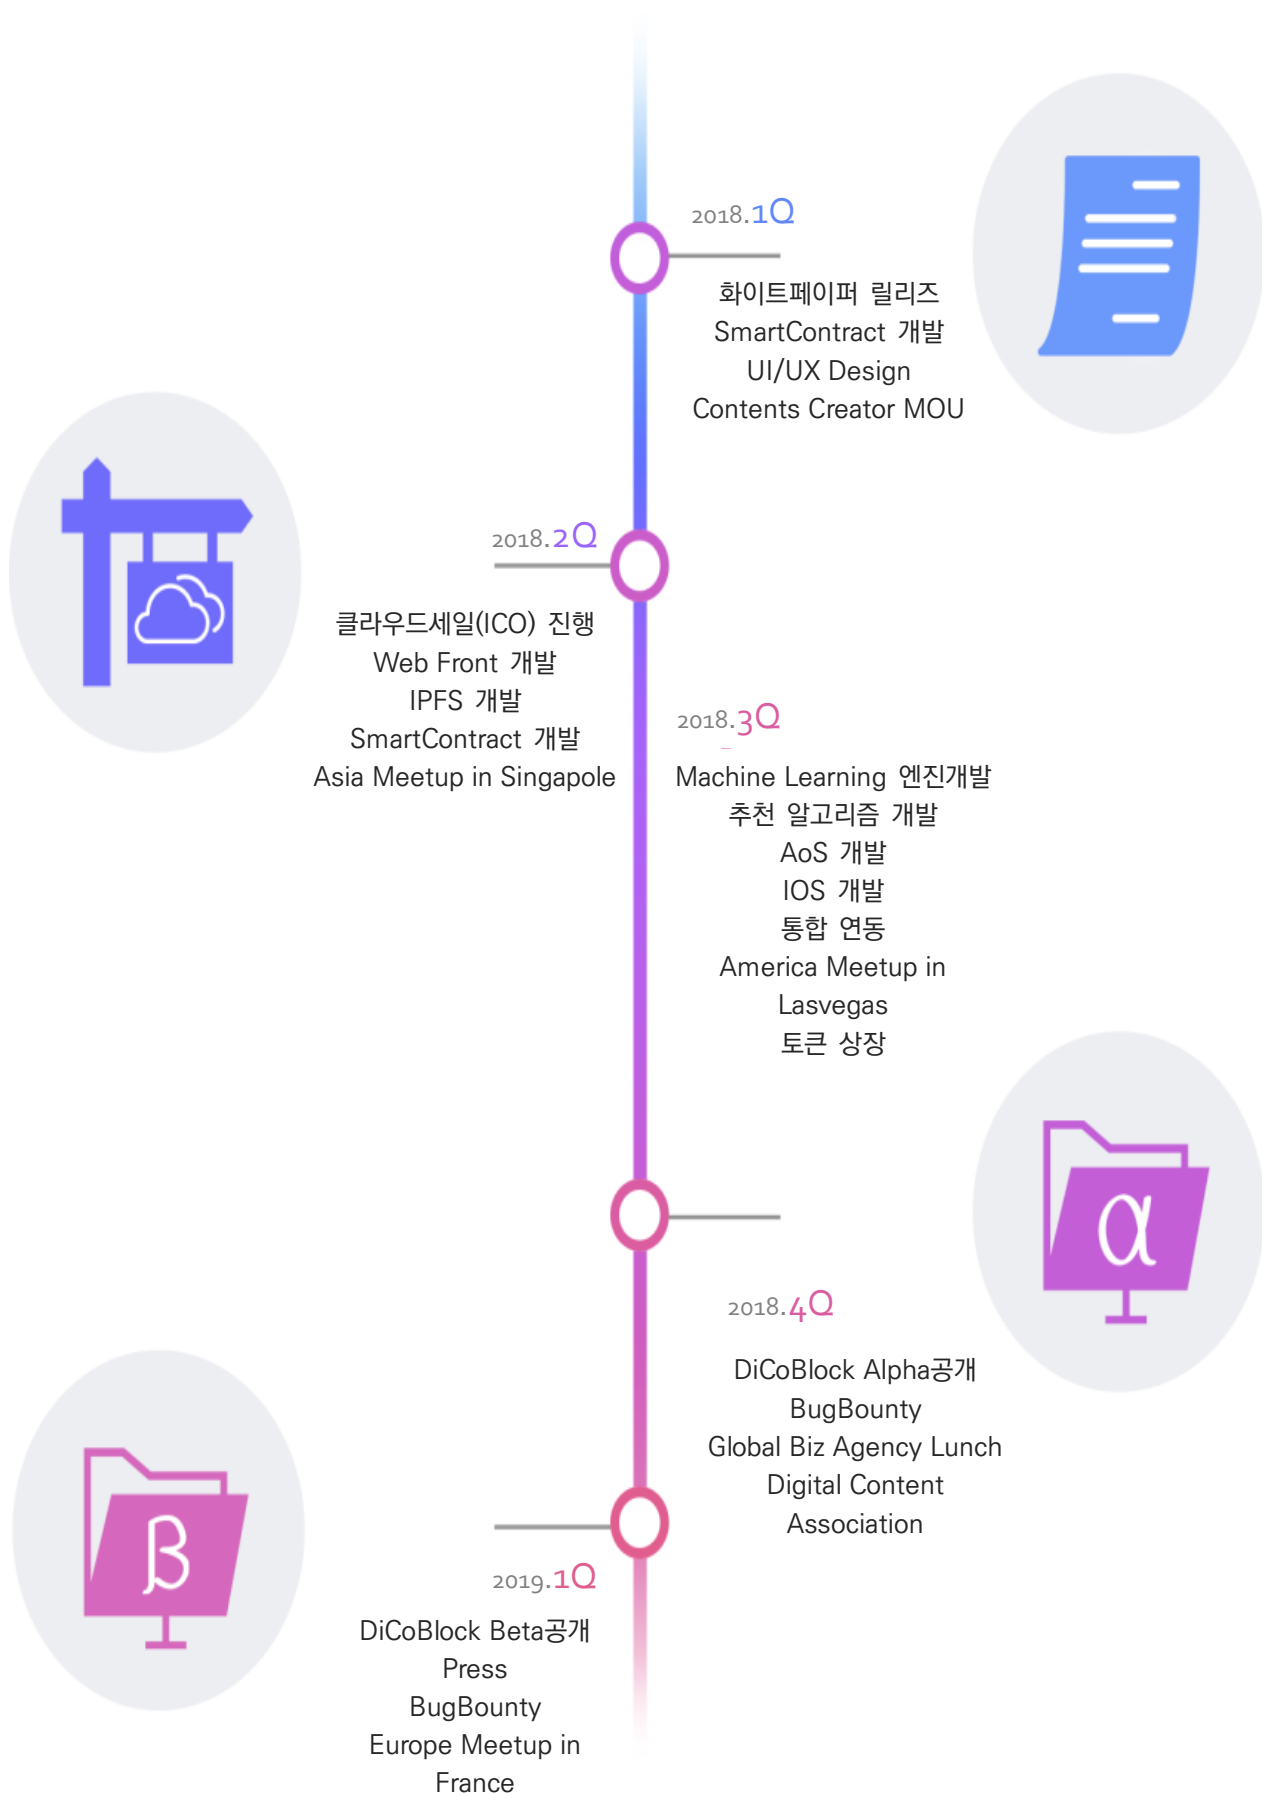 2018.1Q
화이트페이퍼 릴리즈
SmartContract 개발
UI/UX Design
Contents Creator MOU
2018.2Q
클라우드세일(ICO) 진행
Web Front 개발
IPFS 개발
SmartContract 개발
Asia Meetup in Singapole
2018.3Q
Machine Learning 엔진개발
추천 알고리즘 개발
AoS 개발
IOS 개발
통합 연동
America Meetup in
Lasvegas
토큰 상장
α
2018.4Q
DiCoBlock Alpha공개
BugBounty
Global Biz Agency Lunch
Digital Content
Association
β
2019.1Q
DiCoBlock Beta공개
Press
BugBounty
Europe Meetup in
France